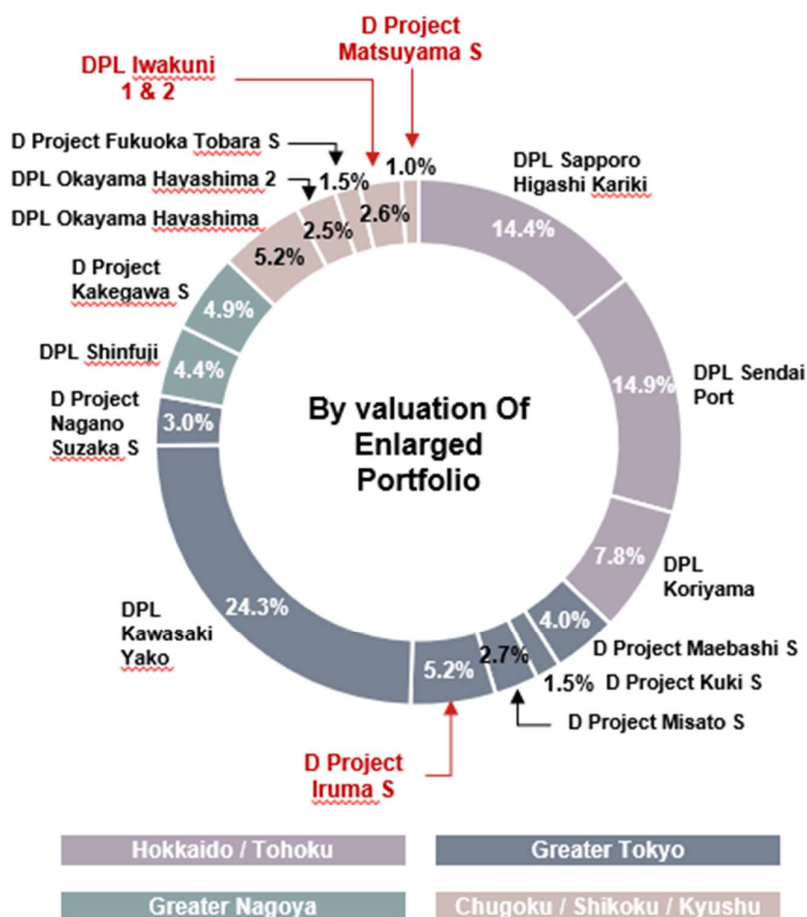 D Project
Matsuyama S
DPL Iwakuni
1 & 2
D Project Fukuoka Tobara S
1.0%
DPL Sapporo
Higashi Kariki
DPL Okayama Hayashima 2
1.5%
DPL Okayama Hayashima
2.6%
2.5%
14.4%
5.2%
D Project
Kakegawa S
4.9%
DPL Shinfuji
4.4%
14.9%
DPL Sendai
Port
D Project
Nagano
Suzaka S
3.0%
By valuation Of
Enlarged
Portfolio
7.8%
DPL
Koriyama
DPL
Kawasaki
Yako
24.3%
4.0%
D Project Maebashi S
2.7%
5.2%
1.5%
D Project Kuki S
D Project Misato S
D Project
Iruma S
Hokkaido / Tohoku
Greater Tokyo
Greater Nagoya
Chugoku / Shikoku / Kyushu